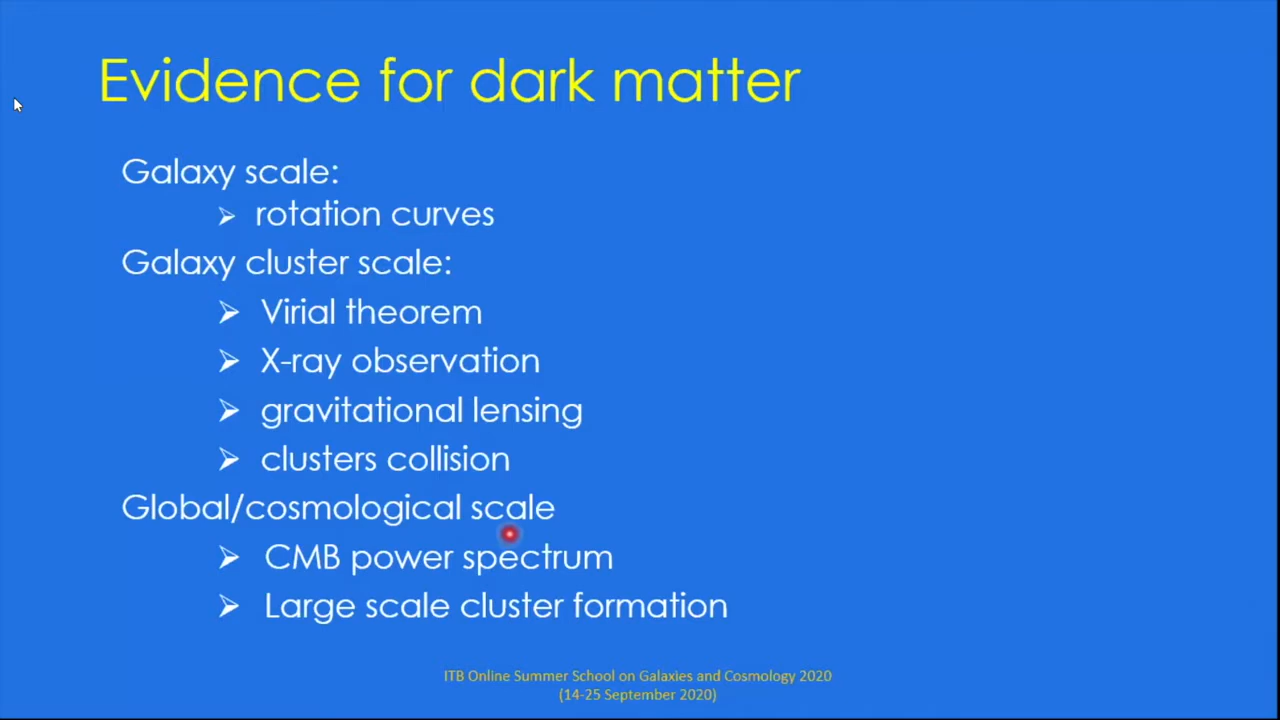 Evidence for dark matter
Galaxy scale:
➢ rotation curves
Galaxy cluster scale:
➢ Virial theorem
➢ X-ray observation
➢ gravitational lensing
➢ clusters collision
Global/cosmological scale
➢ CMB power spectrum
➢ Large scale cluster formation
ITB Online Summer School on Galaxies and Cosmology 2020
(14-25 September 2020)